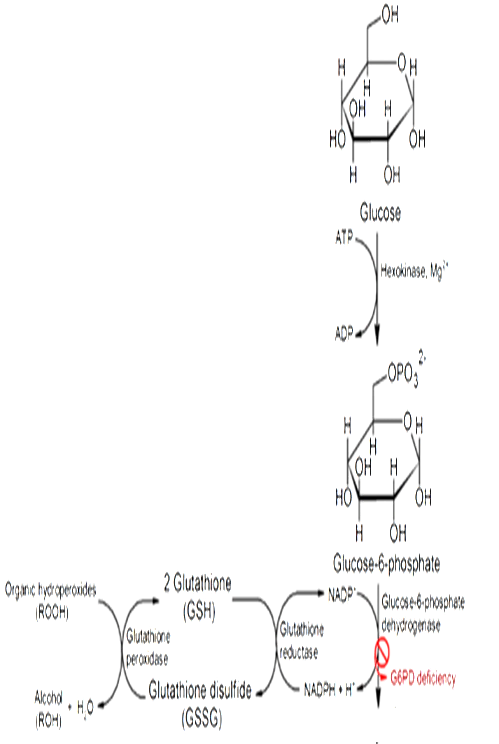 OH
H
O H
H
OH H
HO
OH
H OH
Glucose
ATP
Hexokinase, Mg²⁺
ADP
OPO₃²⁻
H
O H
H
OH H
HO
OH
H OH
Glucose-6-phosphate
Organic hydroperoxides
(ROOH)
2 Glutathione
(GSH)
NADP⁺
Glucose-6-phosphate
dehydrogenase
Glutathione
peroxidase
Glutathione
reductase
G6PD deficiency
Alcohol
(ROH)
+ H₂O
Glutathione disulfide
(GSSG)
NADPH + H⁺